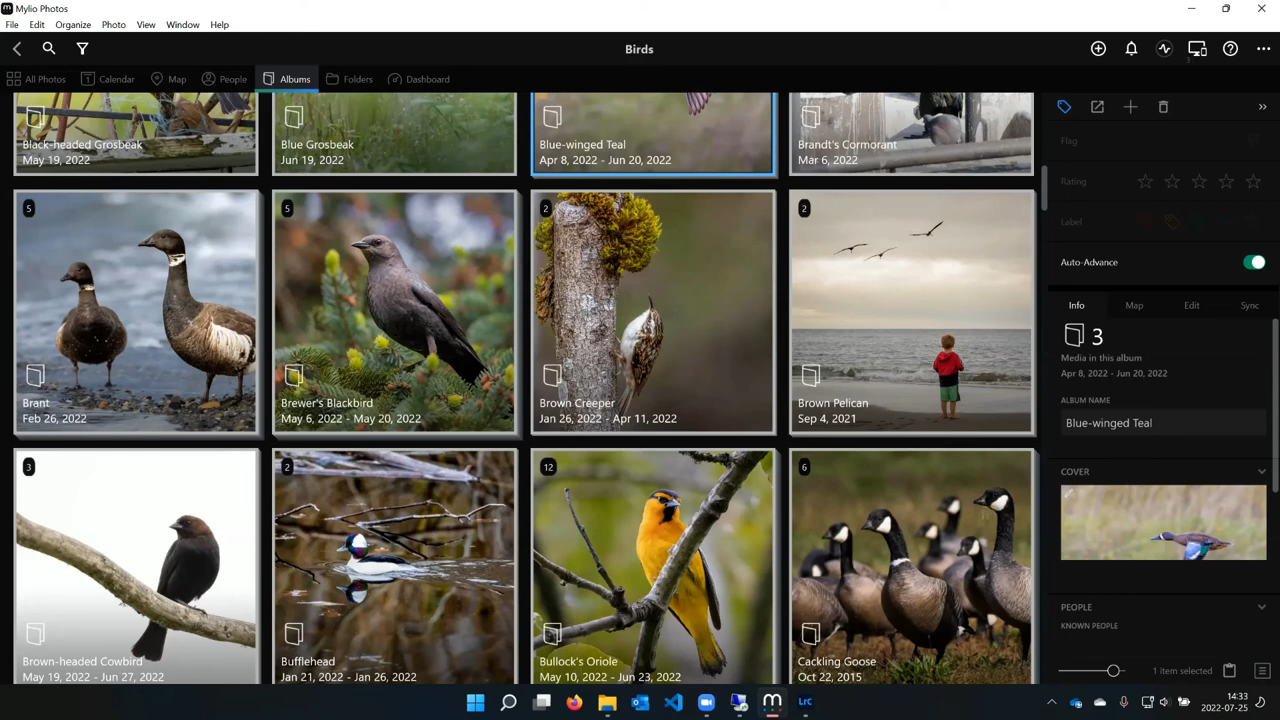 Mylio Photos
File Edit Organize Photo View Window Help
Birds
3
All Photos Calendar Map People Albums Folders Dashboard
Black-headed Grosbeak
May 19, 2022
Blue Grosbeak
Jun 19, 2022
Blue-winged Teal
Apr 8, 2022 - Jun 20, 2022
Brandt's Cormorant
Mar 6, 2022
5
Brant
Feb 26, 2022
5
Brewer's Blackbird
May 6, 2022 - May 20, 2022
2
Brown Creeper
Jan 26, 2022 - Apr 11, 2022
2
Brown Pelican
Sep 4, 2021
3
Brown-headed Cowbird
May 19, 2022 - Jun 27, 2022
2
Bufflehead
Jan 21, 2022 - Jan 26, 2022
12
Bullock's Oriole
May 10, 2022 - Jun 23, 2022
6
Cackling Goose
Oct 22, 2015
Flag
Rating
Label
Auto-Advance
Info Map Edit Sync
3
Media in this album
Apr 8, 2022 - Jun 20, 2022
ALBUM NAME
Blue-winged Teal
COVER
PEOPLE
KNOWN PEOPLE
1 item selected
LrC
14:33
2022-07-25